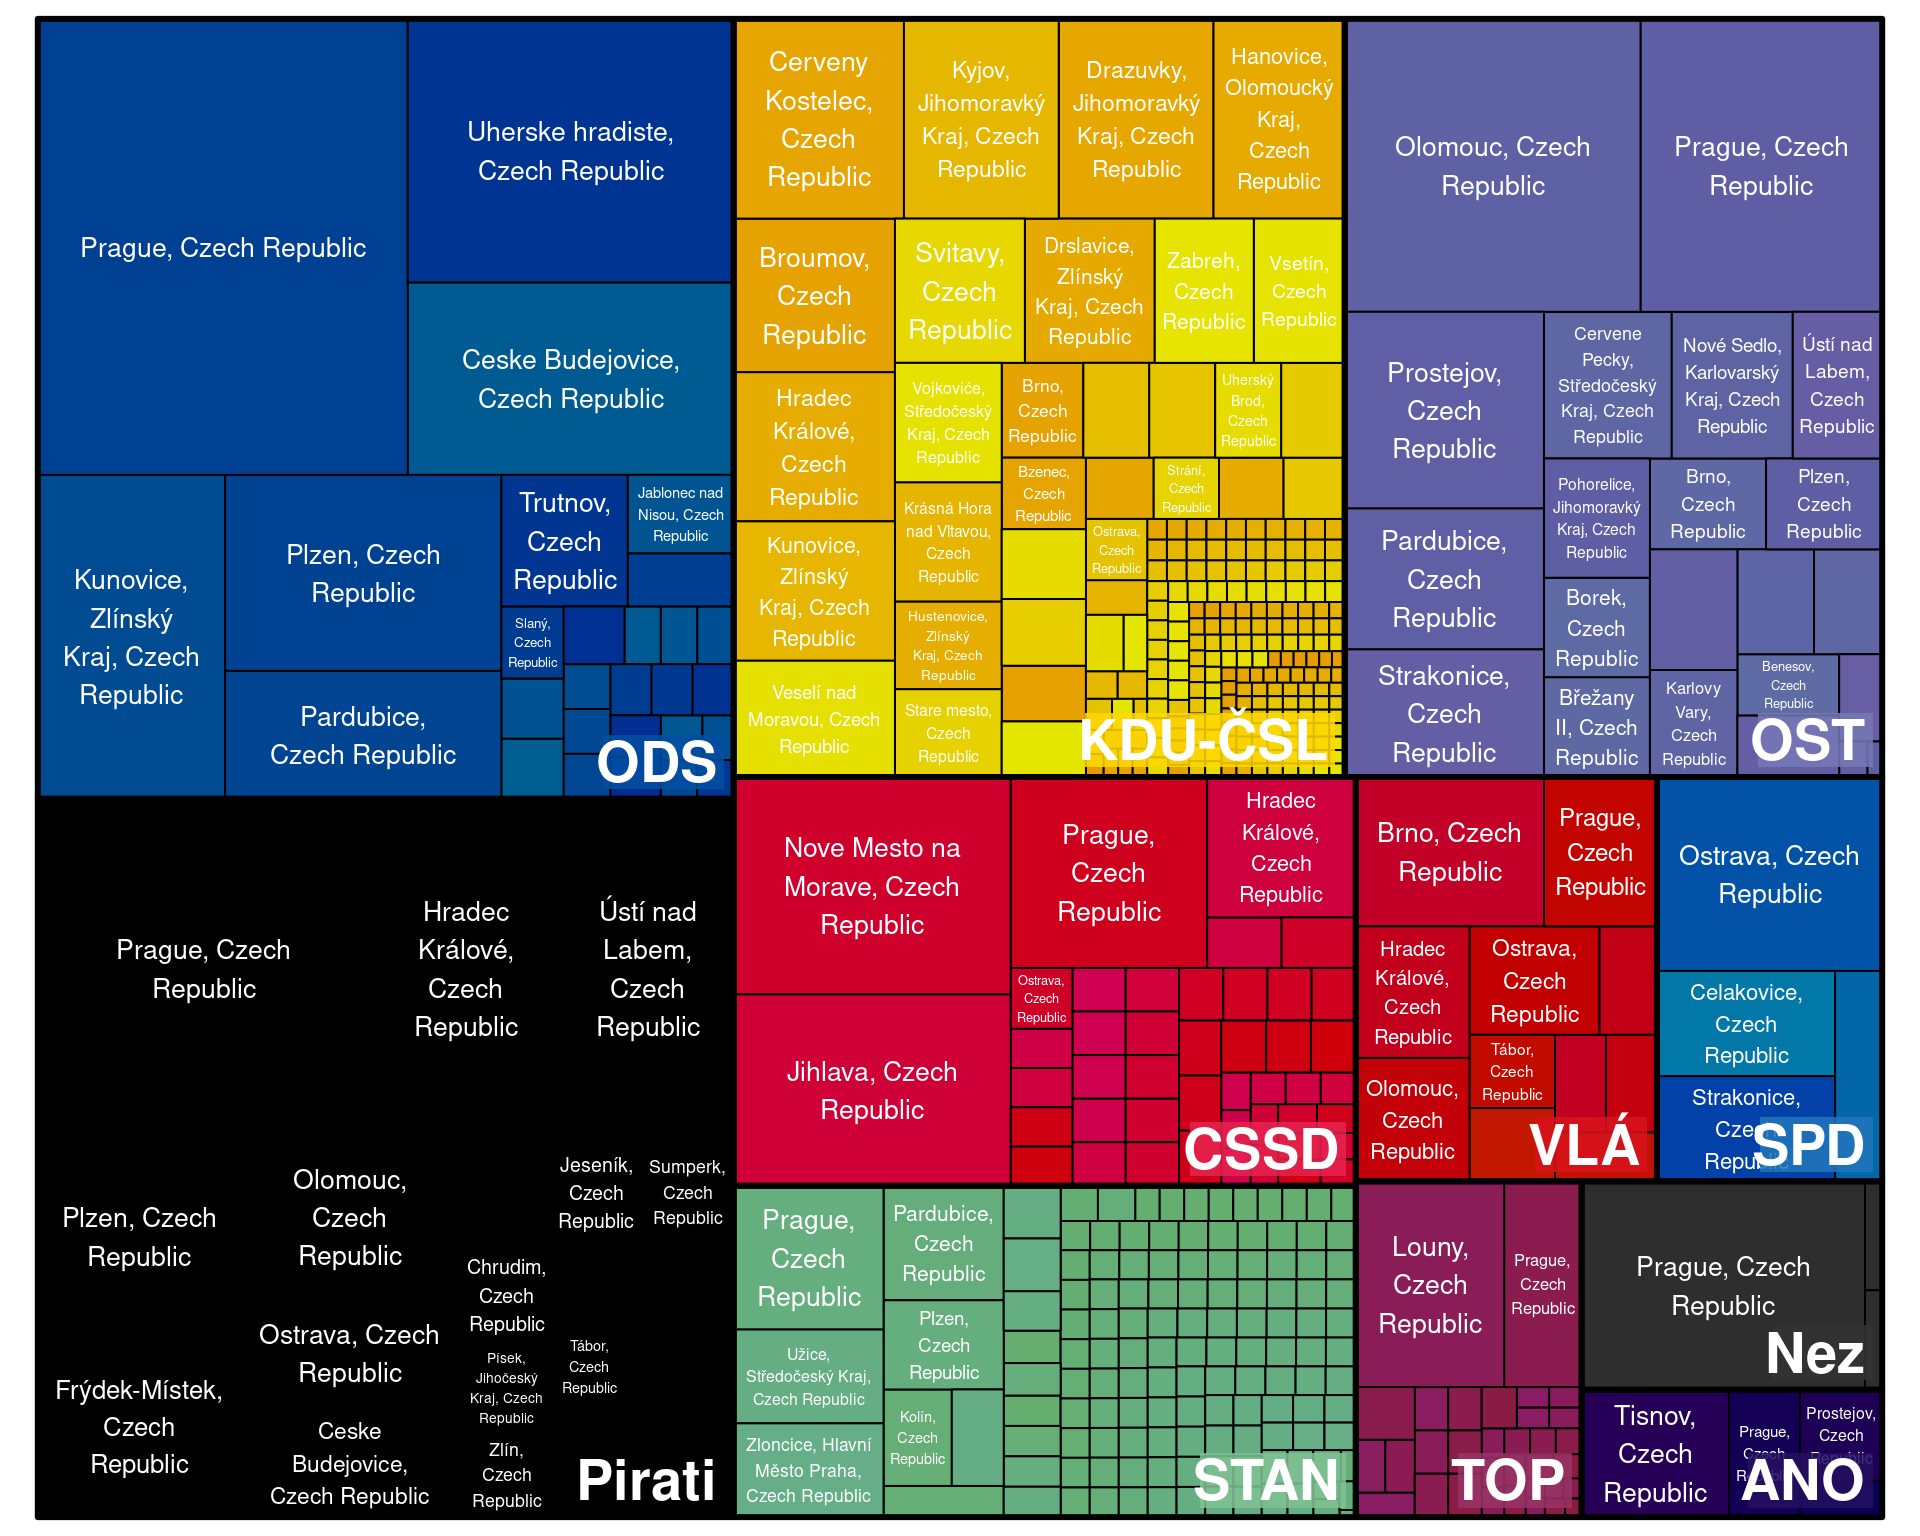 Prague, Czech Republic
Uherske hradiste,
Czech Republic
Ceske Budejovice,
Czech Republic
Kunovice,
Zlínský
Kraj, Czech
Republic
Plzen, Czech
Republic
Pardubice,
Czech Republic
Trutnov,
Czech
Republic
Jablonec nad
Nisou, Czech
Republic
Slaný,
Czech
Republic
ODS
Cerveny
Kostelec,
Czech
Republic
Kyjov,
Jihomoravký
Kraj, Czech
Republic
Drazuvky,
Jihomoravký
Kraj, Czech
Republic
Hanovice,
Olomoucký
Kraj,
Czech
Republic
Broumov,
Czech
Republic
Svitavy,
Czech
Republic
Drslavice,
Zlínský
Kraj, Czech
Republic
Zabreh,
Czech
Republic
Vsetín,
Czech
Republic
Hradec
Králové,
Czech
Republic
Vojkoviće,
Středočeský
Kraj, Czech
Republic
Brno,
Czech
Republic
Uherský
Brod,
Czech
Republic
Bzenec,
Czech
Republic
Strání,
Czech
Republic
Krásná Hora
nad Vltavou,
Czech
Republic
Ostrava,
Czech
Republic
Kunovice,
Zlínský
Kraj, Czech
Republic
Hustenovice,
Zlínský
Kraj, Czech
Republic
Veselí nad
Moravou, Czech
Republic
Stare mesto,
Czech
Republic
KDU-ČSL
Olomouc, Czech
Republic
Prague, Czech
Republic
Prostejov,
Czech
Republic
Cervene
Pecky,
Středočeský
Kraj, Czech
Republic
Nové Sedlo,
Karlovarský
Kraj, Czech
Republic
Ústí nad
Labem,
Czech
Republic
Pohorelice,
Jihomoravký
Kraj, Czech
Republic
Brno,
Czech
Republic
Plzen,
Czech
Republic
Pardubice,
Czech
Republic
Borek,
Czech
Republic
Strakonice,
Czech
Republic
Břežany
II, Czech
Republic
Karlovy
Vary,
Czech
Republic
Benesov,
Czech
Republic
OST
Prague, Czech
Republic
Hradec
Králové,
Czech
Republic
Ústí nad
Labem,
Czech
Republic
Plzen, Czech
Republic
Olomouc,
Czech
Republic
Jeseník,
Czech
Republic
Sumperk,
Czech
Republic
Chrudim,
Czech
Republic
Frýdek-Místek,
Czech
Republic
Ostrava, Czech
Republic
Písek,
Jihočeský
Kraj, Czech
Republic
Tábor,
Czech
Republic
Ceske
Budejovice,
Czech Republic
Zlín,
Czech
Republic
Pirati
Nove Mesto na
Morave, Czech
Republic
Prague,
Czech
Republic
Hradec
Králové,
Czech
Republic
Ostrava,
Czech
Republic
Jihlava, Czech
Republic
CSSD
Brno, Czech
Republic
Prague,
Czech
Republic
Hradec
Králové,
Czech
Republic
Ostrava,
Czech
Republic
Olomouc,
Czech
Republic
Tábor,
Czech
Republic
VLÁ
Ostrava, Czech
Republic
Celakovice,
Czech
Republic
Strakonice,
Czech
Republic
SPD
Prague,
Czech
Republic
Pardubice,
Czech
Republic
Užice,
Středočeský Kraj,
Czech Republic
Plzen,
Czech
Republic
Zloncice, Hlavní
Město Praha,
Czech Republic
Kolín,
Czech
Republic
STAN
Louny,
Czech
Republic
Prague,
Czech
Republic
TOP
Prague, Czech
Republic
Nez
Tisnov,
Czech
Republic
Prague,
Czech
Prostejov,
Czech
Republic
ANO